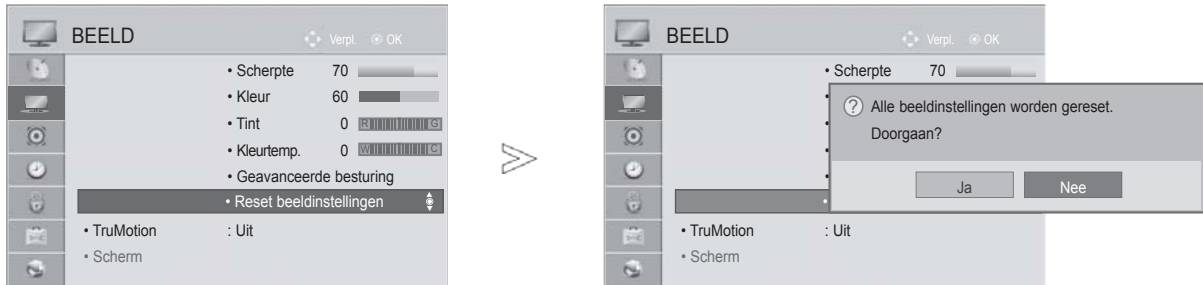 BEELD
Verpl. OK
• Scherpte 70
• Kleur 60
• Tint 0 R G
• Kleurtemp. 0 W C
• Geavanceerde besturing
• Reset beeldinstellingen
• TruMotion : Uit
• Scherm
BEELD
Verpl. OK
• Scherpte 70
? Alle beeldinstellingen worden gereset.
Doorgaan?
Ja Nee
• TruMotion : Uit
• Scherm